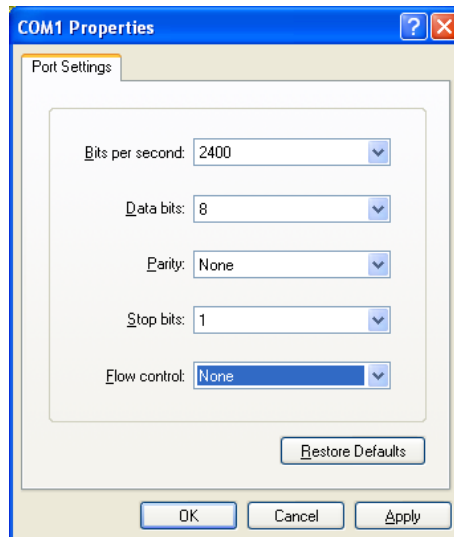 COM1 Properties
Port Settings
Bits per second: 2400
Data bits: 8
Parity: None
Stop bits: 1
Flow control: None
Restore Defaults
OK Cancel Apply